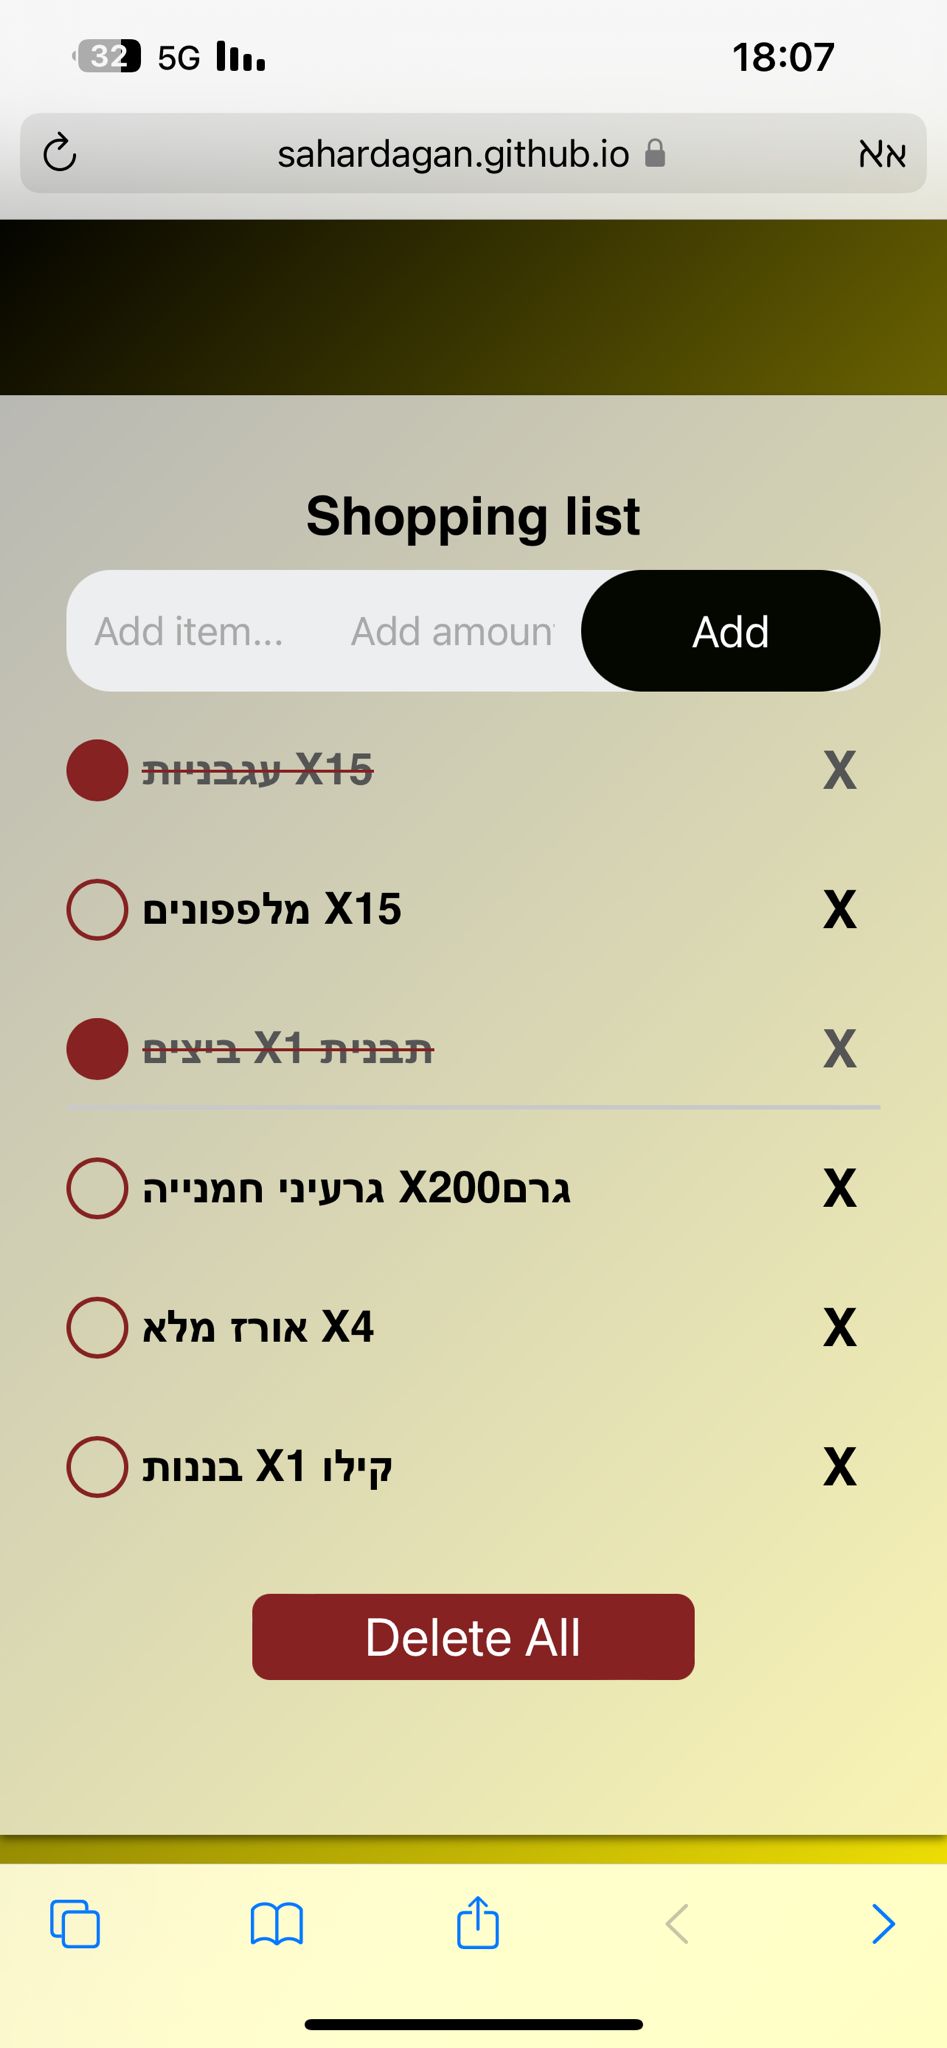 32 5G 18:07
sahardagan.github.io אא
Shopping list
Add item... Add amoun Add
עגבניות X15 X
מלפפונים X15 X
ביצים X1 תבנית X
גרעיני חמנייה X200גרם X
אורז מלא X4 X
בננות X1 קילו X
Delete All